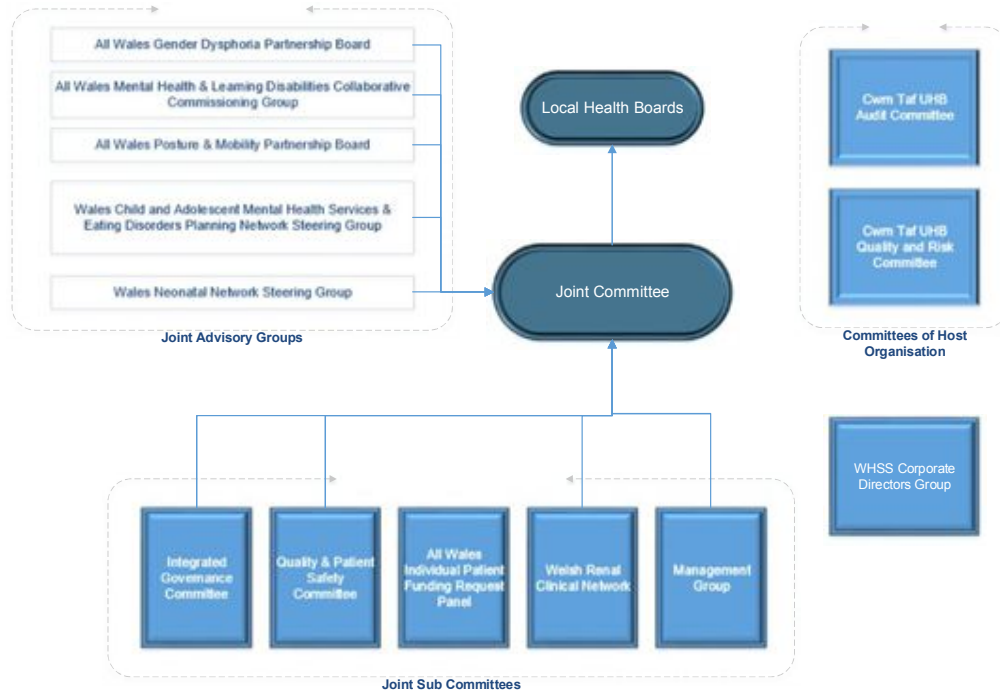 All Wales Gender Dysphoria Partnership Board
All Wales Mental Health & Learning Disabilities Collaborative
Commissioning Group
All Wales Posture & Mobility Partnership Board
Wales Child and Adolescent Mental Health Services &
Eating Disorders Planning Network Steering Group
Wales Neonatal Network Steering Group
Joint Advisory Groups
Local Health Boards
Joint Committee
Cwm Taf UHB
Audit Committee
Cwm Taf UHB
Quality and Risk
Committee
Committees of Host
Organisation
WHSS Corporate
Directors Group
Integrated
Governance
Committee
Quality & Patient
Safety
Committee
All Wales
Individual Patient
Funding Request
Panel
Welsh Renal
Clinical Network
Management
Group
Joint Sub Committees